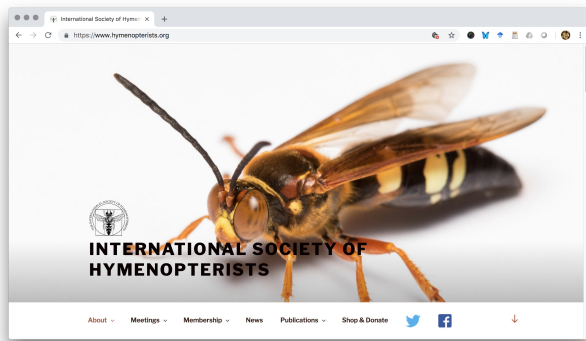 International Society of Hymen
https://www.hymenopterists.org
INTERNATIONAL SOCIETY OF
HYMENOPTERISTS
About
Meetings
Membership
News
Publications
Shop & Donate